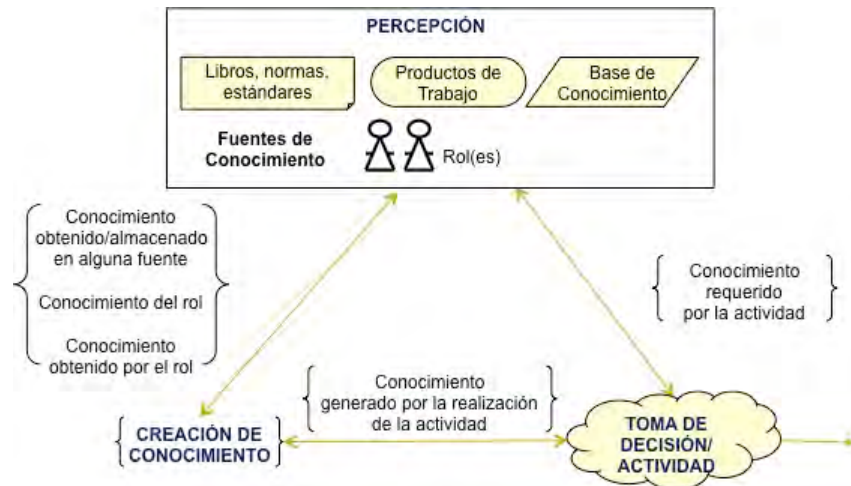 PERCEPCIÓN
Libros, normas,
estándares
Productos de
Trabajo
Base de
Conocimiento
Fuentes de
Conocimiento
Rol(es)
Conocimiento
obtenido/almacenado
en alguna fuente
Conocimiento del rol
Conocimiento
obtenido por el rol
Conocimiento
requerido
por la actividad
Conocimiento
generado por la realización
de la actividad
CREACIÓN DE
CONOCIMIENTO
TOMA DE
DECISIÓN/
ACTIVIDAD